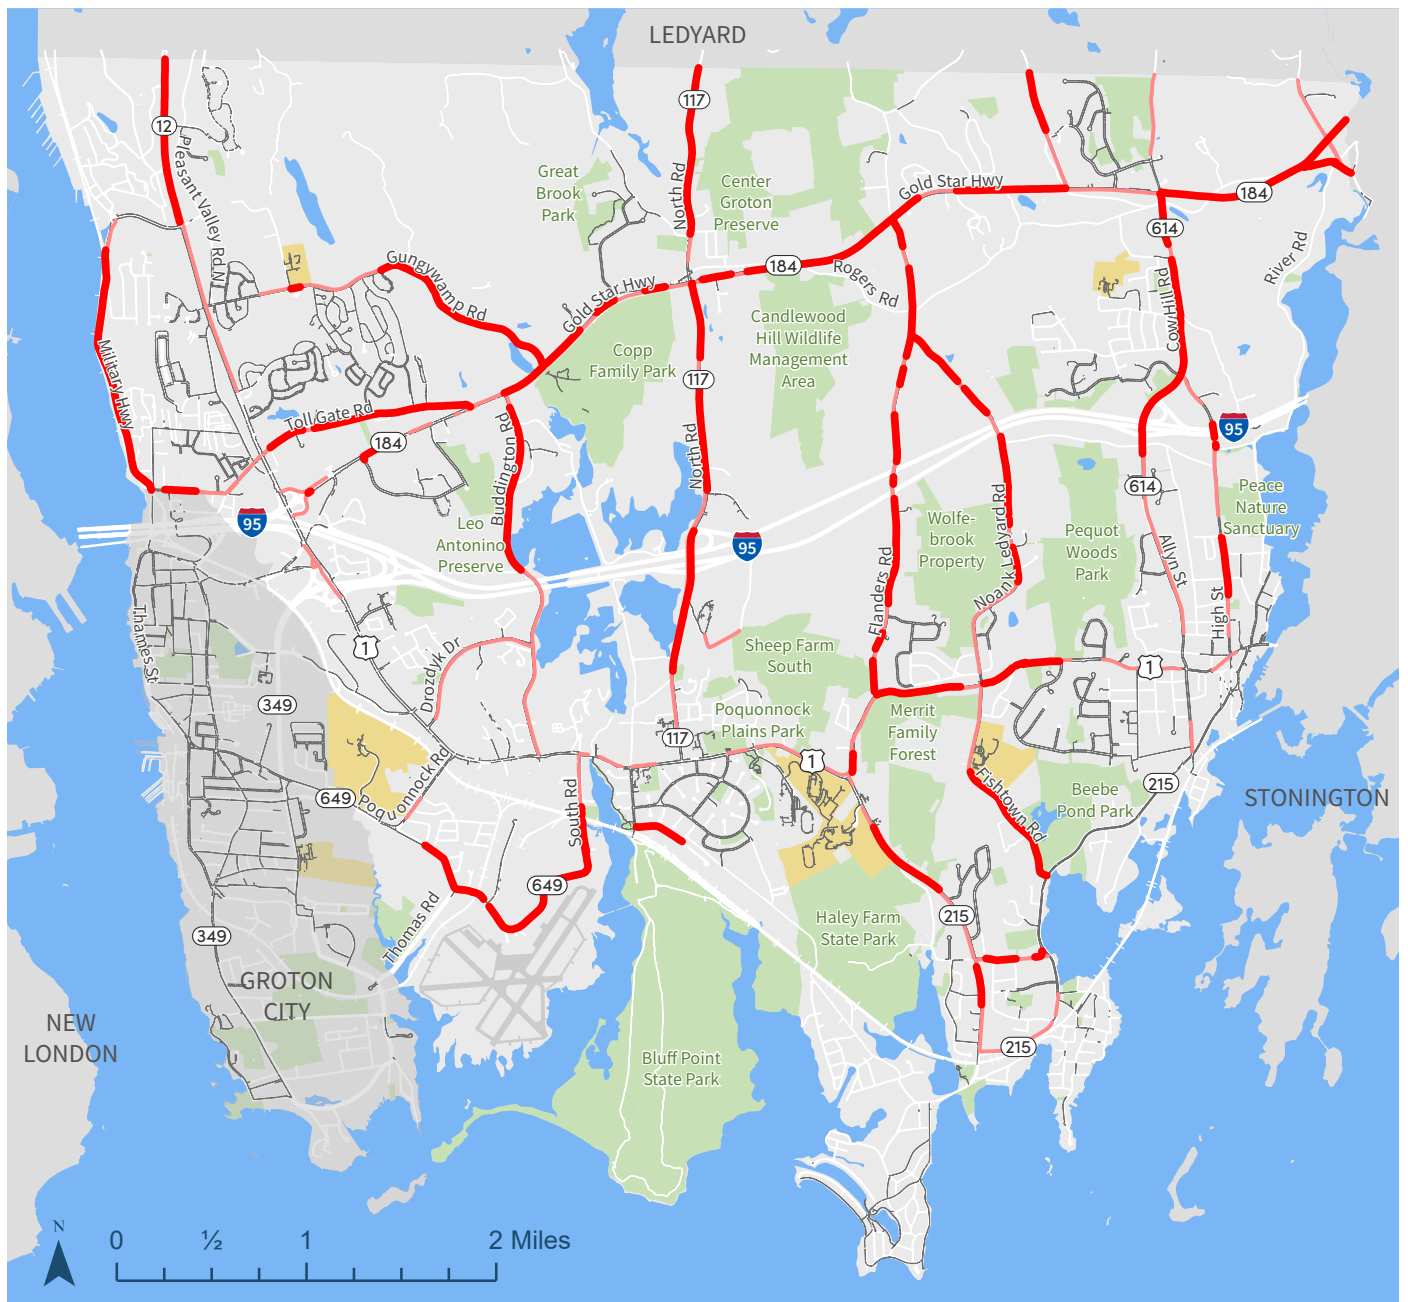 LEDYARD
117
12
Pleasant Valley Rd N
Great
Brook
Park
North Rd
Center
Groton
Preserve
Gold Star Hwy
184
614
River Rd
Gungywamp Rd
184
Rogers Rd
Gold Star Hwy
Cow Hill Rd
Candlewood
Hill Wildlife
Management
Area
Copp
Family Park
Military Hwy
117
Toll Gate Rd
184
95
Buddington Rd
North Rd
614
Peace
Nature
Sanctuary
95
Leo
Antonino
Preserve
95
Wolfe-
brook
Property
Noank Ledyard Rd
Pequot
Woods
Park
Allyn St
High St
Flanders Rd
Thames St
1
Drozdyk Dr
Sheep Farm
South
1
349
Poquonnock
Plains Park
Merrit
Family
Forest
117
1
649
Poquonnock Rd
South Rd
Fishtown Rd
Beebe
Pond Park
215
STONINGTON
649
Thomas Rd
349
Haley Farm
State Park
215
GROTON
CITY
NEW
LONDON
215
Bluff Point
State Park
N
0 ½ 1 2 Miles